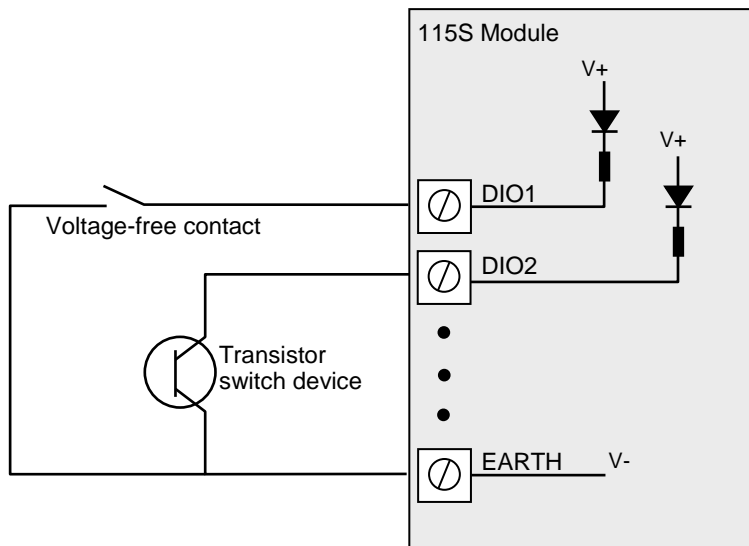 115S Module
V+
V+
DIO1
Voltage-free contact
DIO2
Transistor
switch device
EARTH
V-